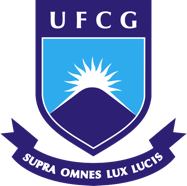 UFCG
SUPRA OMNES LUX LUCIS